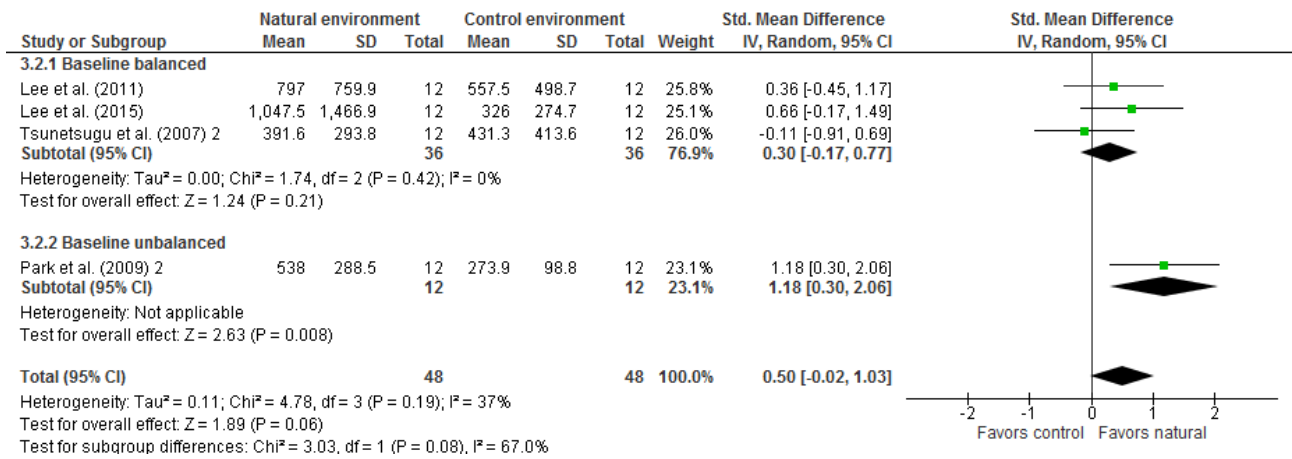 Natural environment Control environment Std. Mean Difference Std. Mean Difference
Study or Subgroup Mean SD Total Mean SD Total Weight IV, Random, 95% CI IV, Random, 95% CI
3.2.1 Baseline balanced
Lee et al. (2011) 797 759.9 12 557.5 498.7 12 25.8% 0.36 [-0.45, 1.17]
Lee et al. (2015) 1,047.5 1,466.9 12 326 274.7 12 25.1% 0.66 [-0.17, 1.49]
Tsunetsugu et al. (2007) 2 391.6 293.8 12 431.3 413.6 12 26.0% -0.11 [-0.91, 0.69]
Subtotal (95% CI) 36 36 76.9% 0.30 [-0.17, 0.77]
Heterogeneity: Tau² = 0.00; Chi² = 1.74, df = 2 (P = 0.42); I² = 0%
Test for overall effect: Z = 1.24 (P = 0.21)
3.2.2 Baseline unbalanced
Park et al. (2009) 2 538 288.5 12 273.9 98.8 12 23.1% 1.18 [0.30, 2.06]
Subtotal (95% CI) 12 12 23.1% 1.18 [0.30, 2.06]
Heterogeneity: Not applicable
Test for overall effect: Z = 2.63 (P = 0.008)
Total (95% CI) 48 48 100.0% 0.50 [-0.02, 1.03]
Heterogeneity: Tau² = 0.11; Chi² = 4.78, df = 3 (P = 0.19); I² = 37%
Test for overall effect: Z = 1.89 (P = 0.06)
Test for subgroup differences: Chi² = 3.03, df = 1 (P = 0.08), I² = 67.0%
-2 -1 0 1 2
Favors control Favors natural